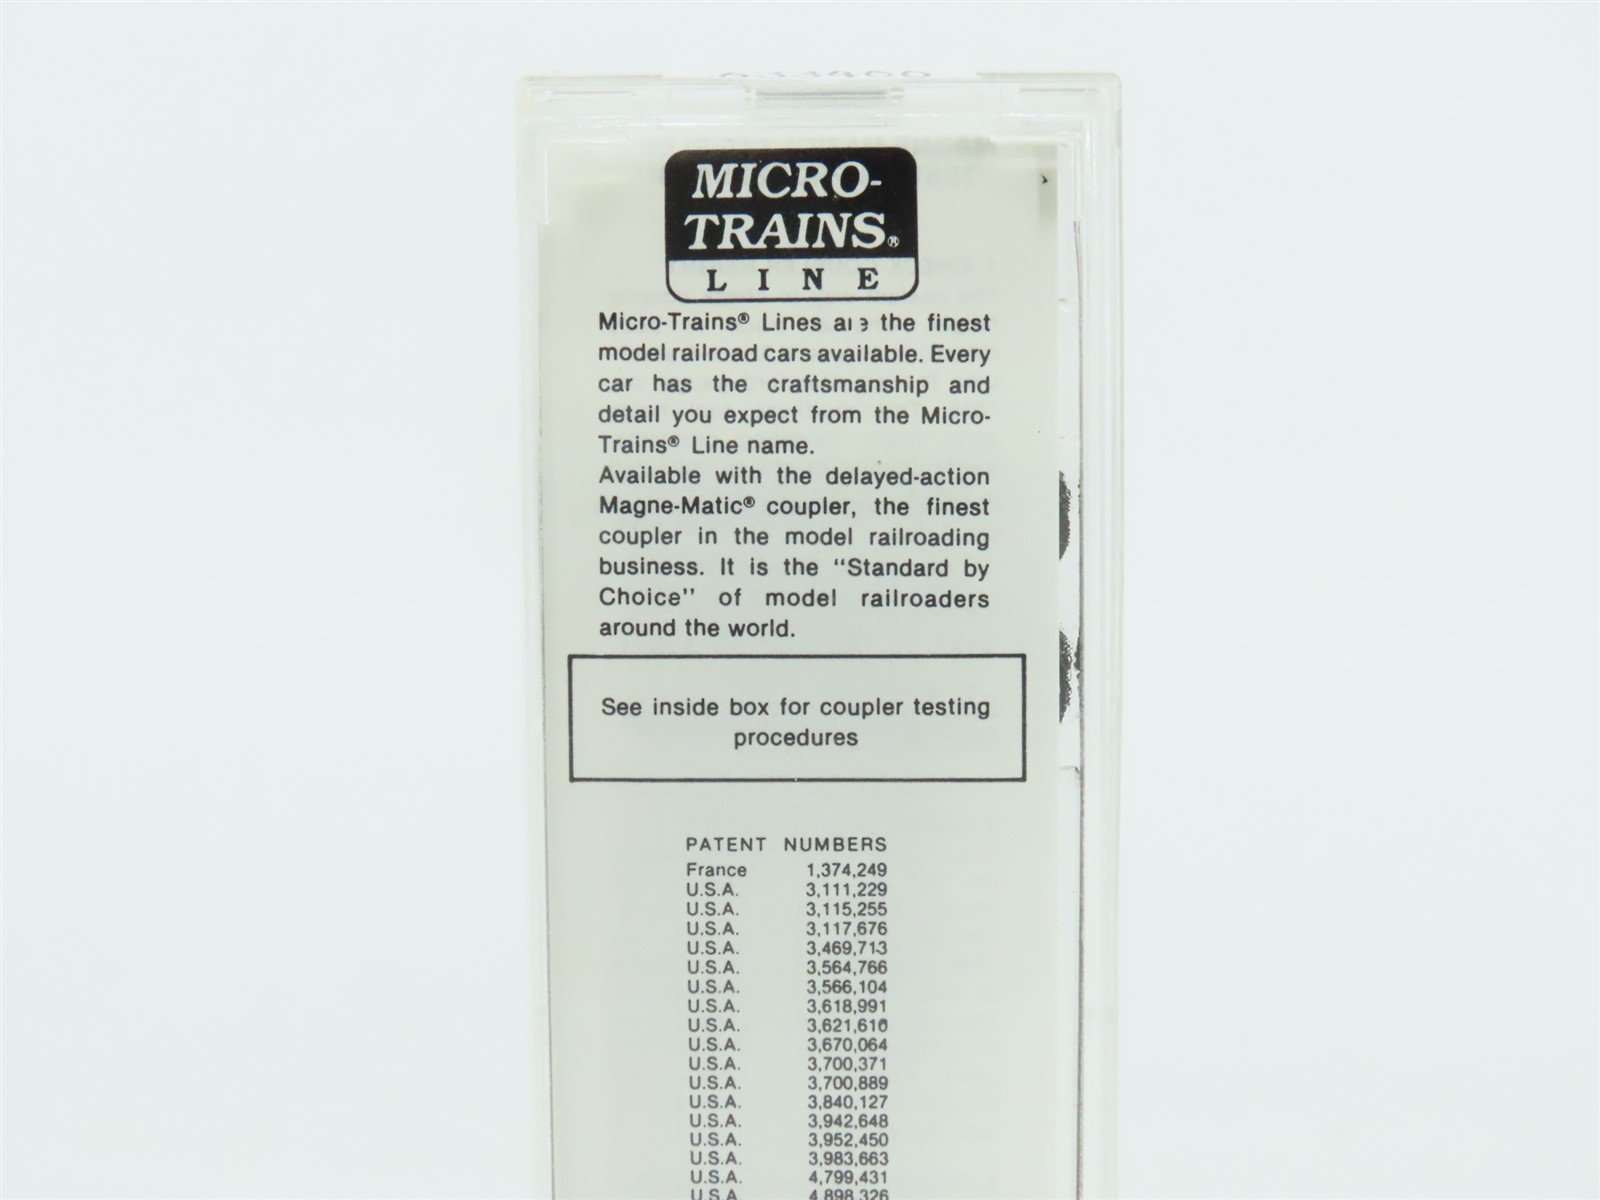 MICRO-
TRAINS®
LINE
Micro-Trains® Lines are the finest
model railroad cars available. Every
car has the craftsmanship and
detail you expect from the Micro-
Trains® Line name.
Available with the delayed-action
Magne-Matic® coupler, the finest
coupler in the model railroading
business. It is the "Standard by
Choice" of model railroaders
around the world.
See inside box for coupler testing
procedures
PATENT NUMBERS
France 1,374,249
U.S.A. 3,111,229
U.S.A. 3,115,255
U.S.A. 3,117,676
U.S.A. 3,469,713
U.S.A. 3,564,766
U.S.A. 3,566,104
U.S.A. 3,618,991
U.S.A. 3,621,610
U.S.A. 3,670,064
U.S.A. 3,700,371
U.S.A. 3,700,889
U.S.A. 3,840,127
U.S.A. 3,942,648
U.S.A. 3,952,450
U.S.A. 3,983,663
U.S.A. 4,799,431
U.S.A. 4,898,326